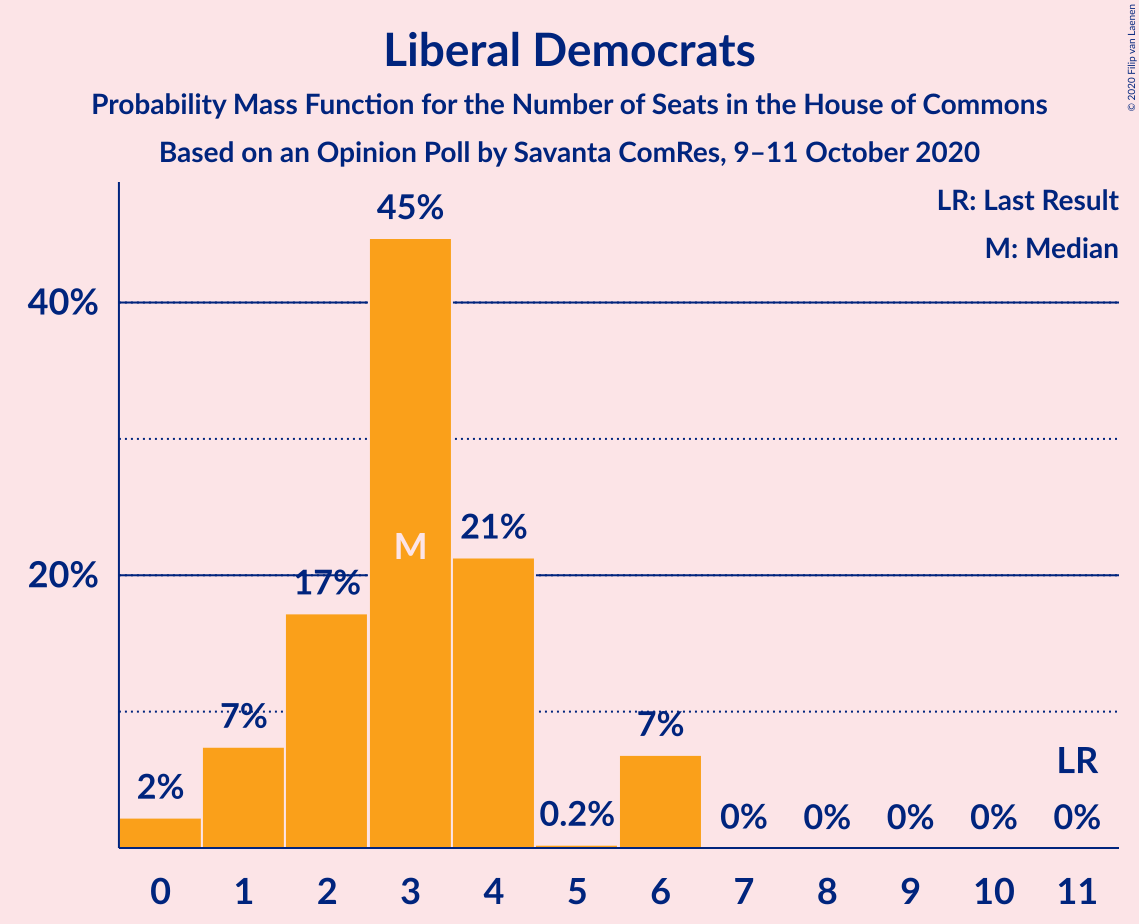 © 2020 Filip van Laenen
Liberal Democrats
Probability Mass Function for the Number of Seats in the House of Commons
Based on an Opinion Poll by Savanta ComRes, 9–11 October 2020
LR: Last Result
M: Median
45%
40%
21%
M
20%
17%
7%
7%
LR
2%
0.2%
0%
0%
0%
0%
0%
0 1 2 3 4 5 6 7 8 9 10 11